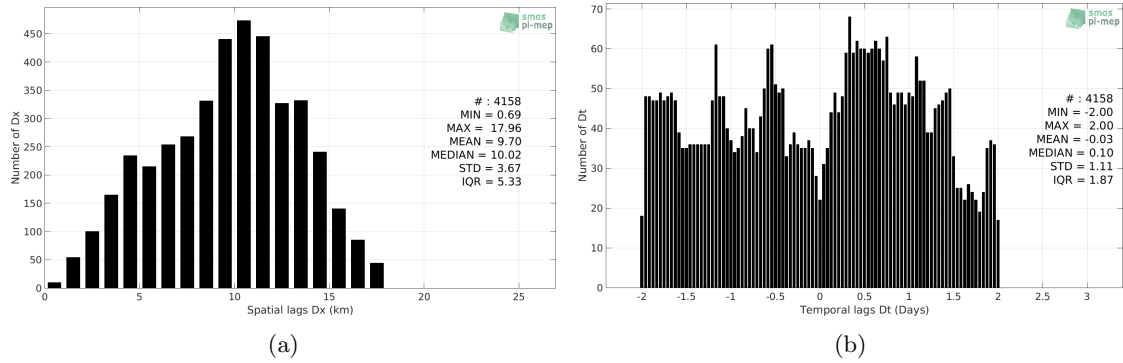 smos
pi-mep
450
400
350
300
250
200
150
100
50
0
Number of Dx
# : 4158
MIN = 0.69
MAX = 17.96
MEAN = 9.70
MEDIAN = 10.02
STD = 3.67
IQR = 5.33
0 5 10 15 20 25
Spatial lags Dx (km)
(a)
smos
pi-mep
70
60
50
40
30
20
10
0
Number of Dt
# : 4158
MIN = -2.00
MAX = 2.00
MEAN = -0.03
MEDIAN = 0.10
STD = 1.11
IQR = 1.87
-2 -1.5 -1 -0.5 0 0.5 1 1.5 2 2.5 3
Temporal lags Dt (Days)
(b)